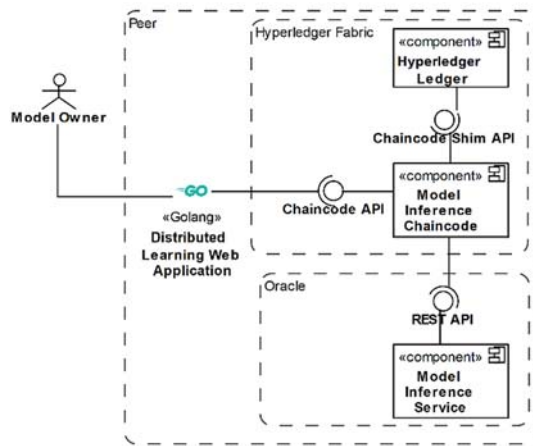 Peer
Hyperledger Fabric
«component»
Hyperledger
Ledger
Model Owner
Chaincode Shim API
GO
«component»
Model
Inference
Chaincode
Chaincode API
«Golang»
Distributed
Learning Web
Application
Oracle
REST API
«component»
Model
Inference
Service